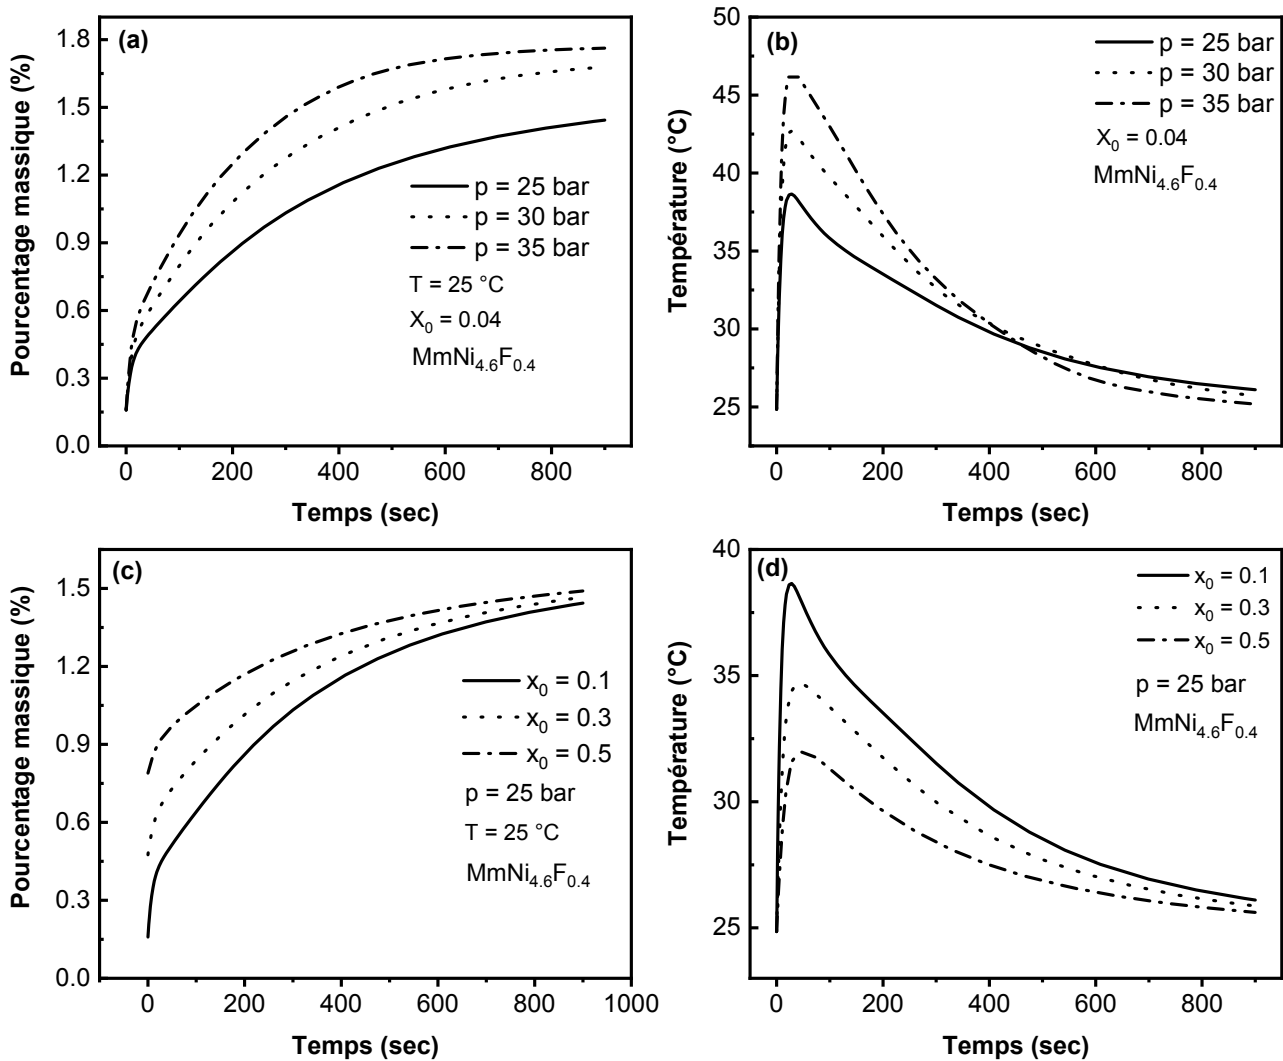 (a)
Pourcentage massique (%)
1.8
1.5
1.2
0.9
0.6
0.3
0.0
p = 25 bar
p = 30 bar
p = 35 bar
T = 25 °C
X0 = 0.04
MmNi4.6F0.4
0
200
400
600
800
Temps (sec)
(b)
Température (°C)
50
45
40
35
30
25
p = 25 bar
p = 30 bar
p = 35 bar
X0 = 0.04
MmNi4.6F0.4
0
200
400
600
800
Temps (sec)
(c)
Pourcentage massique (%)
1.5
1.2
0.9
0.6
0.3
0.0
x0 = 0.1
x0 = 0.3
x0 = 0.5
p = 25 bar
T = 25 °C
MmNi4.6F0.4
0
200
400
600
800
1000
Temps (sec)
(d)
Température (°C)
40
35
30
25
x0 = 0.1
x0 = 0.3
x0 = 0.5
p = 25 bar
MmNi4.6F0.4
0
200
400
600
800
Temps (sec)